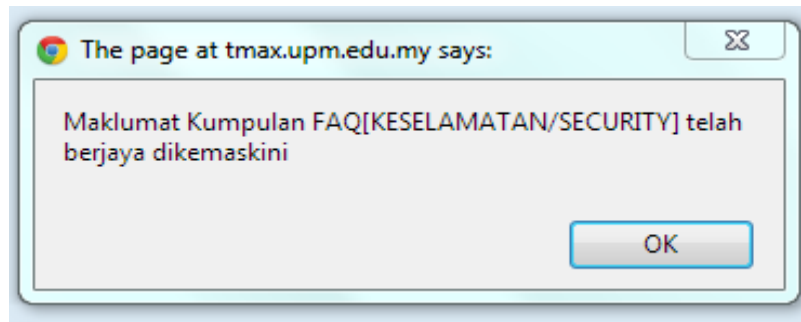 The page at tmax.upm.edu.my says:
Maklumat Kumpulan FAQ[KESELAMATAN/SECURITY] telah
berjaya dikemaskini
OK